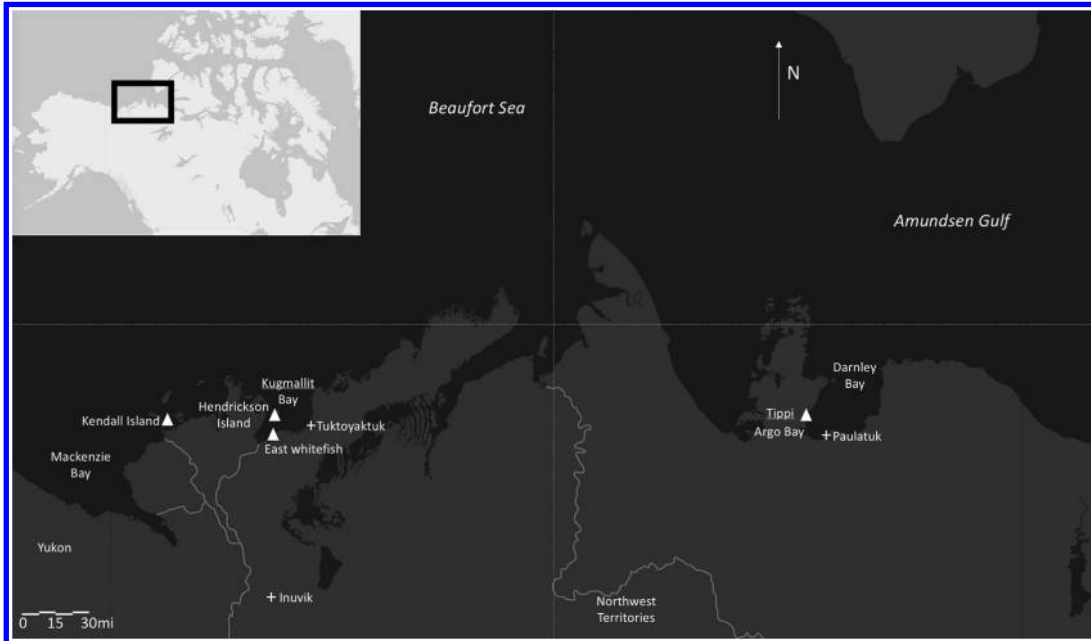 N
Beaufort Sea
Amundsen Gulf
Kugmallit
Bay
Hendrickson
Island
Kendall Island
Tuktoyaktuk
East whitefish
Mackenzie
Bay
Darnley
Bay
Tippi
Argo Bay
Paulatuk
Yukon
Inuvik
Northwest
Territories
0 15 30mi